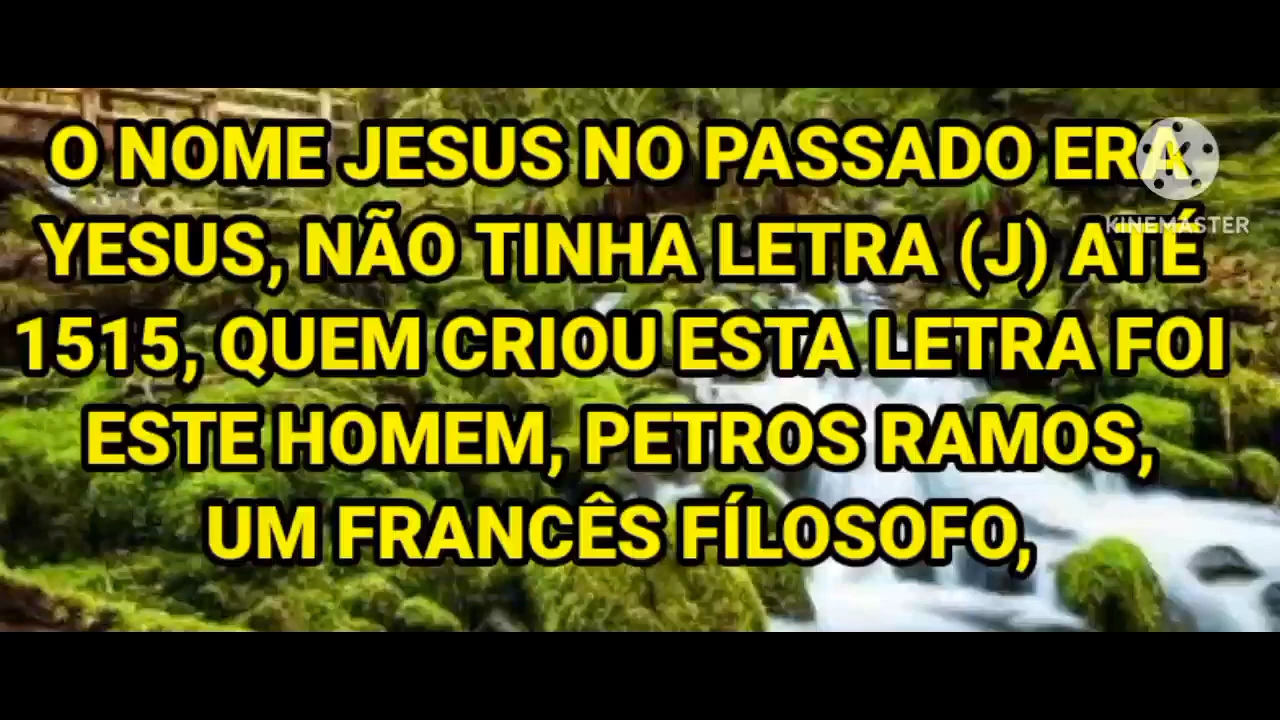 O NOME JESUS NO PASSADO ERA
YESUS, NÃO TINHA LETRA (J) ATÉ
1515, QUEM CRIOU ESTA LETRA FOI
ESTE HOMEM, PETROS RAMOS,
UM FRANCÊS FÍLOSOFO,
KINEMASTER